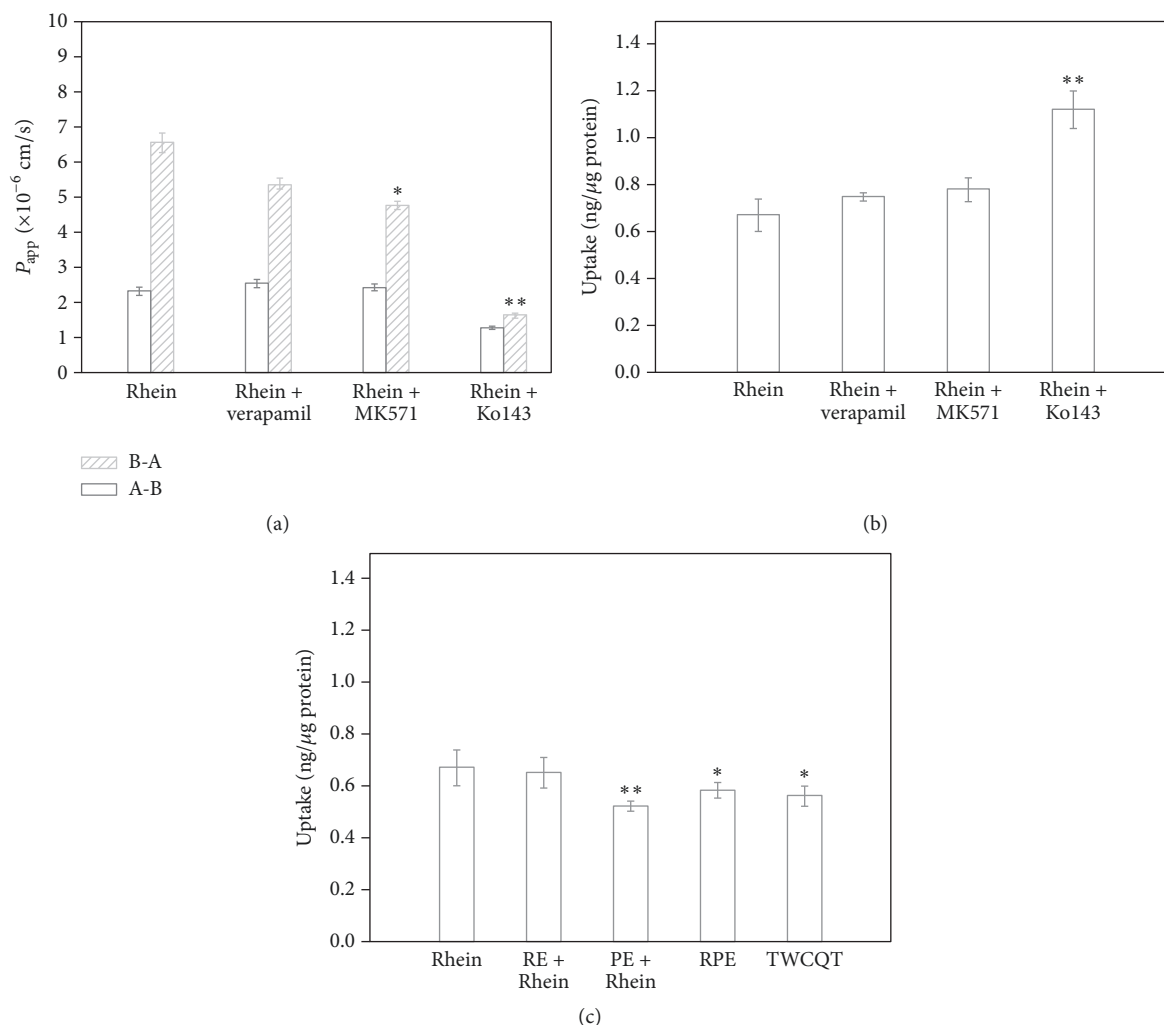 10
9
8
7
6
5
4
3
2
1
0
P_app (×10^−6 cm/s)
*
**
Rhein
Rhein +
verapamil
Rhein +
MK571
Rhein +
Ko143
B-A
A-B
(a)
1.4
1.2
1.0
0.8
0.6
0.4
0.2
0.0
Uptake (ng/μg protein)
**
Rhein
Rhein +
verapamil
Rhein +
MK571
Rhein +
Ko143
(b)
1.4
1.2
1.0
0.8
0.6
0.4
0.2
0.0
Uptake (ng/μg protein)
**
*
*
Rhein
RE +
Rhein
PE +
Rhein
RPE
TWCQT
(c)